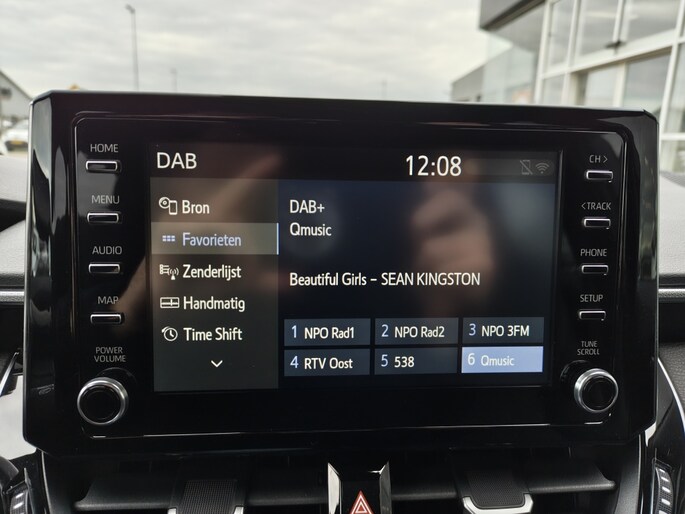 DAB
12:08
HOME
MENU
AUDIO
MAP
POWER
VOLUME
Bron
Favorieten
Zenderlijst
Handmatig
Time Shift
DAB+
Qmusic
Beautiful Girls – SEAN KINGSTON
1 NPO Rad1
2 NPO Rad2
3 NPO 3FM
4 RTV Oost
5 538
6 Qmusic
CH >
< TRACK
PHONE
SETUP
TUNE
SCROLL